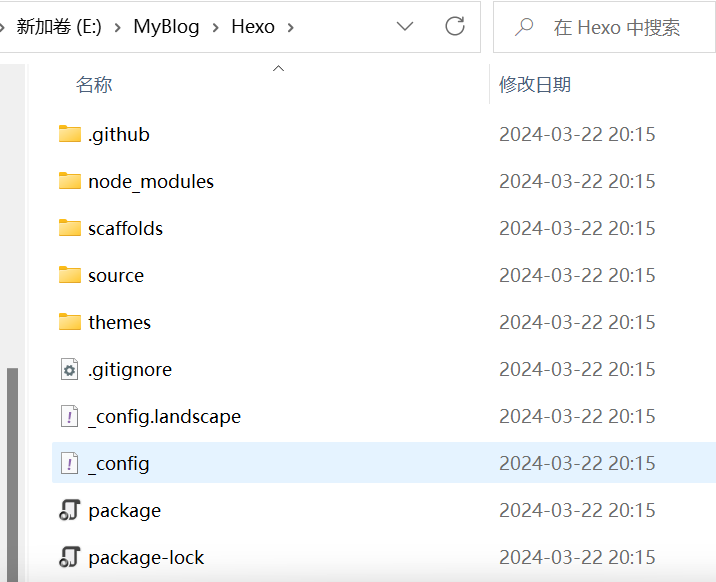 新加卷 (E:) > MyBlog > Hexo >
在 Hexo 中搜索
名称 修改日期
.github 2024-03-22 20:15
node_modules 2024-03-22 20:15
scaffolds 2024-03-22 20:15
source 2024-03-22 20:15
themes 2024-03-22 20:15
.gitignore 2024-03-22 20:15
_config.landscape 2024-03-22 20:15
_config 2024-03-22 20:15
package 2024-03-22 20:15
package-lock 2024-03-22 20:15